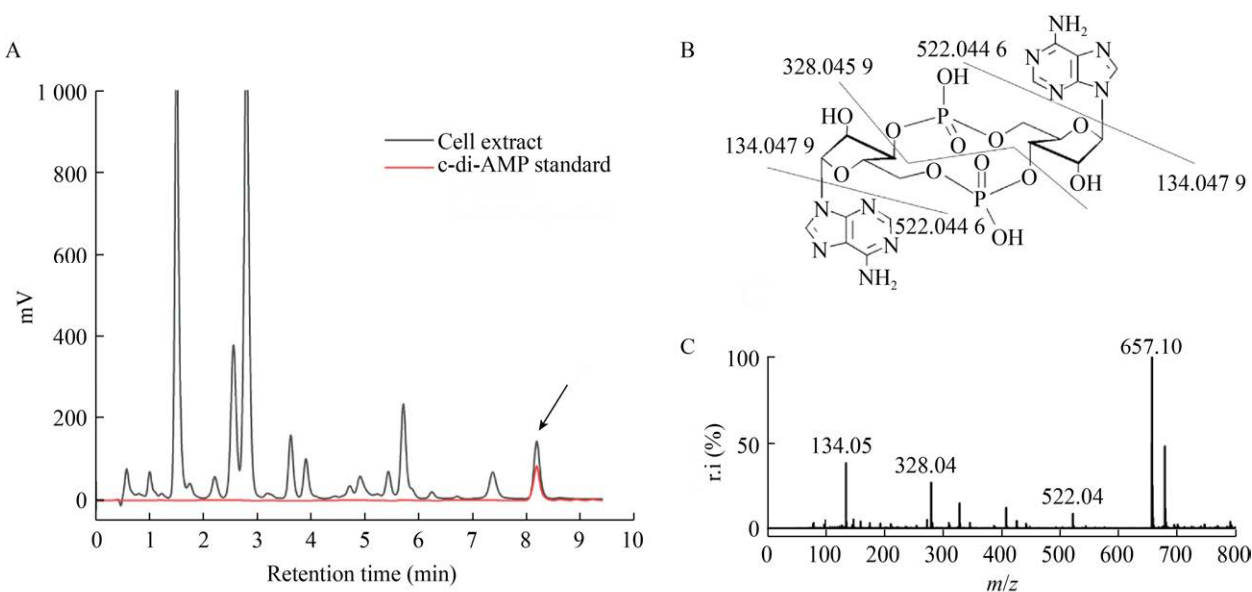 A
1 000
800
600
400
200
0
mV
Cell extract
c-di-AMP standard
0 1 2 3 4 5 6 7 8 9 10
Retention time (min)
B
522.044 6
328.045 9
134.047 9
134.047 9
522.044 6
NH2
N
N
N
N
OH
HO
O
P
O
O
O
O
O
O
P
O
OH
OH
N
N
N
N
NH2
C
r.i (%)
100
50
0
134.05
328.04
522.04
657.10
0 100 200 300 400 500 600 700 800
m/z